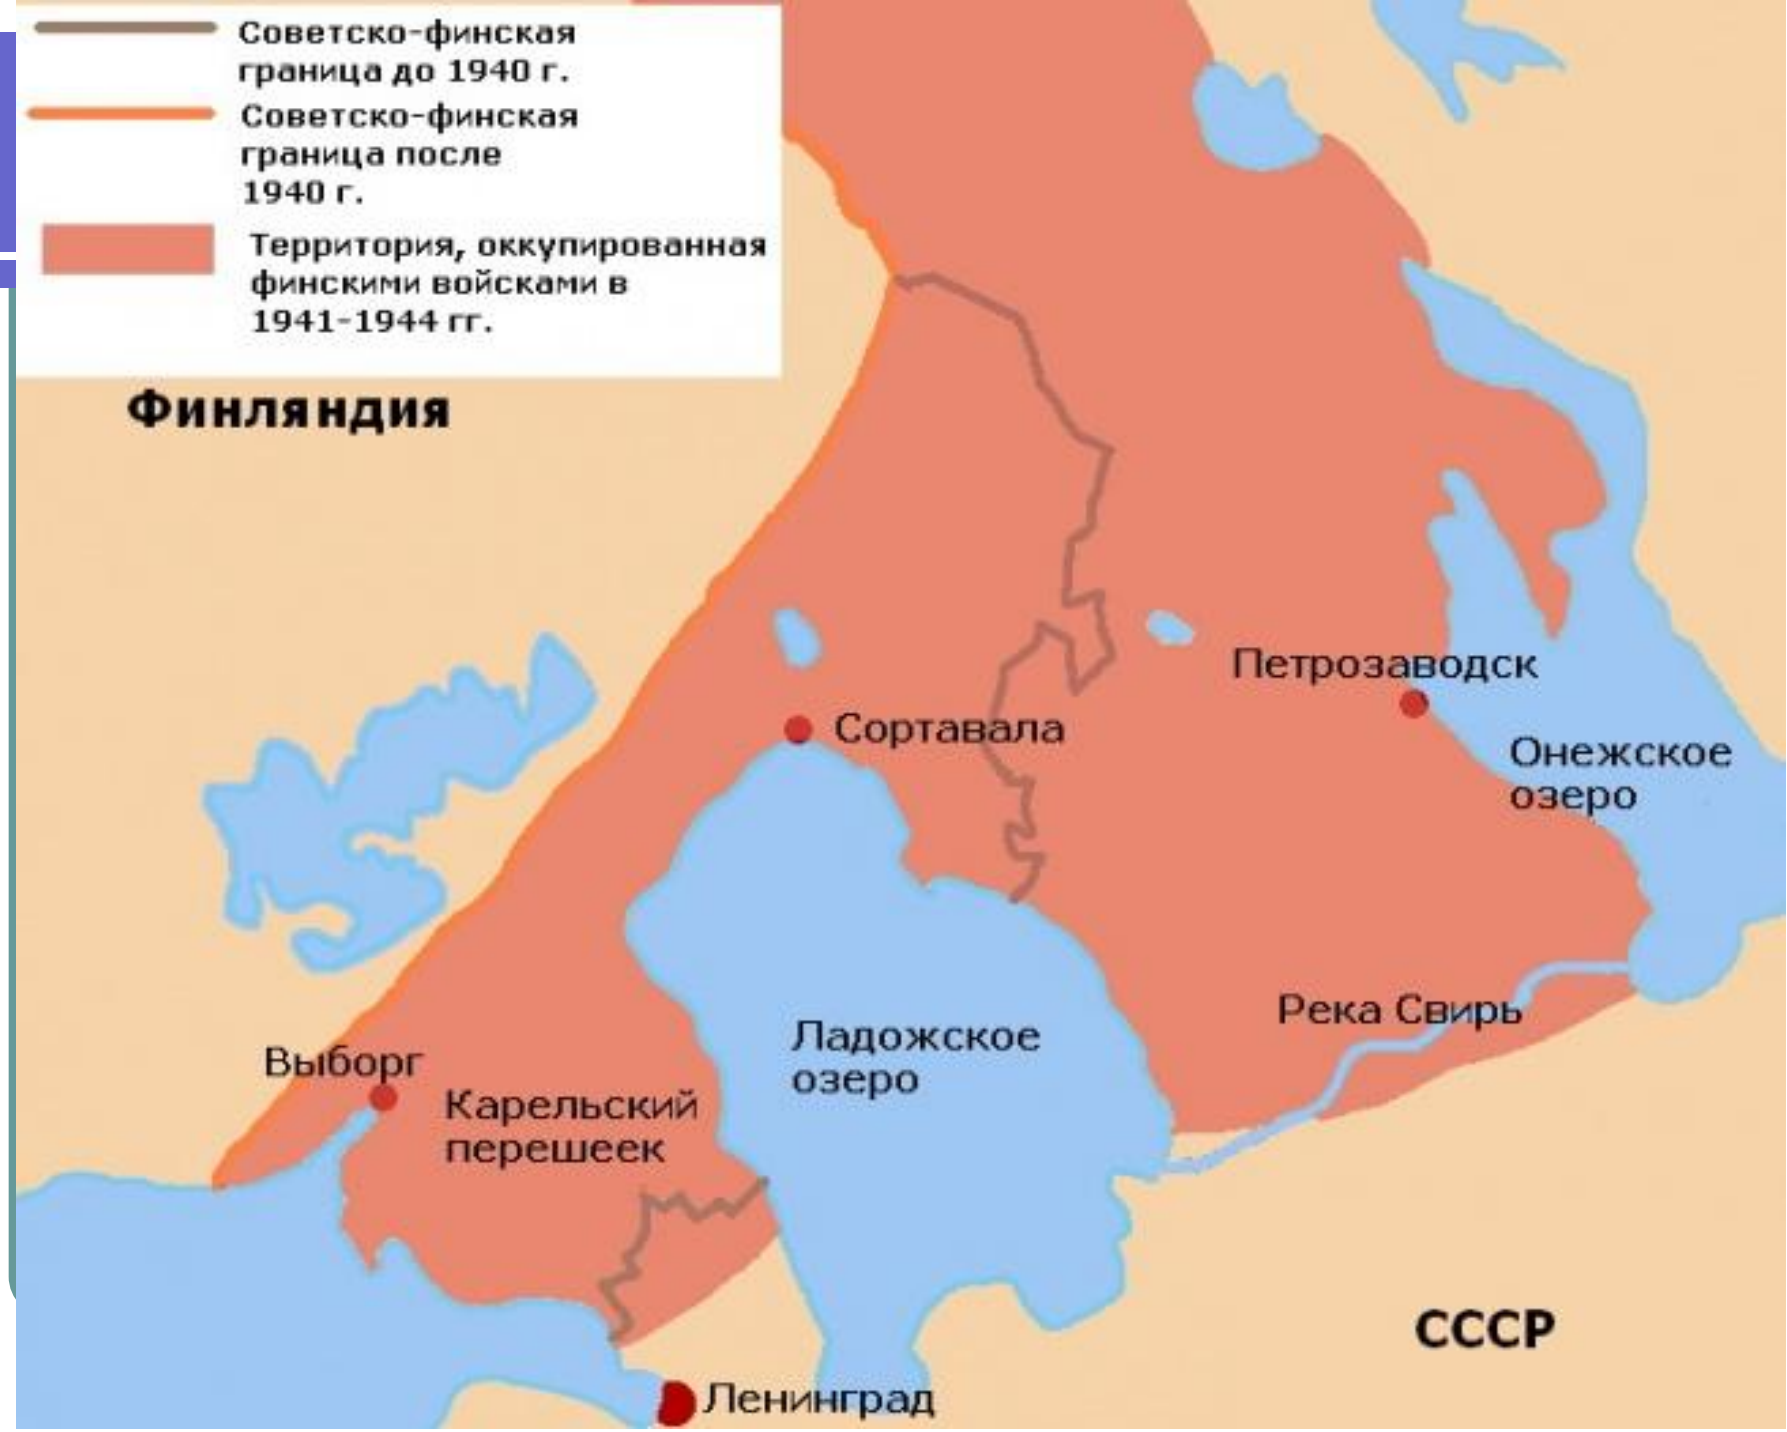 Советско-финская
граница до 1940 г.
Советско-финская
граница после
1940 г.
Территория, оккупированная
финскими войсками в
1941-1944 гг.
Финляндия
Петрозаводск
Сортавала
Онежское
озеро
Река Свирь
Ладожское
озеро
Выборг
Карельский
перешеек
СССР
Ленинград